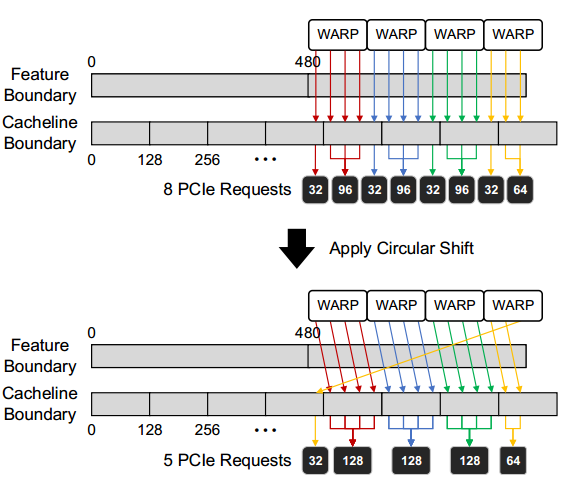 WARP WARP WARP WARP
0 480
Feature
Boundary
Cacheline
Boundary
0 128 256 •••
8 PCIe Requests 32 96 32 96 32 96 32 64
Apply Circular Shift
WARP WARP WARP WARP
0 480
Feature
Boundary
Cacheline
Boundary
0 128 256 •••
5 PCIe Requests 32 128 128 128 64